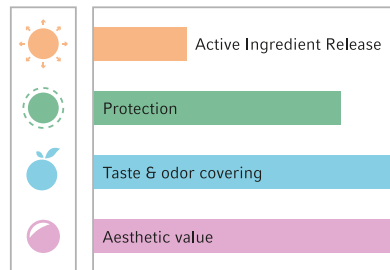 Active Ingredient Release
Protection
Taste & odor covering
Aesthetic value